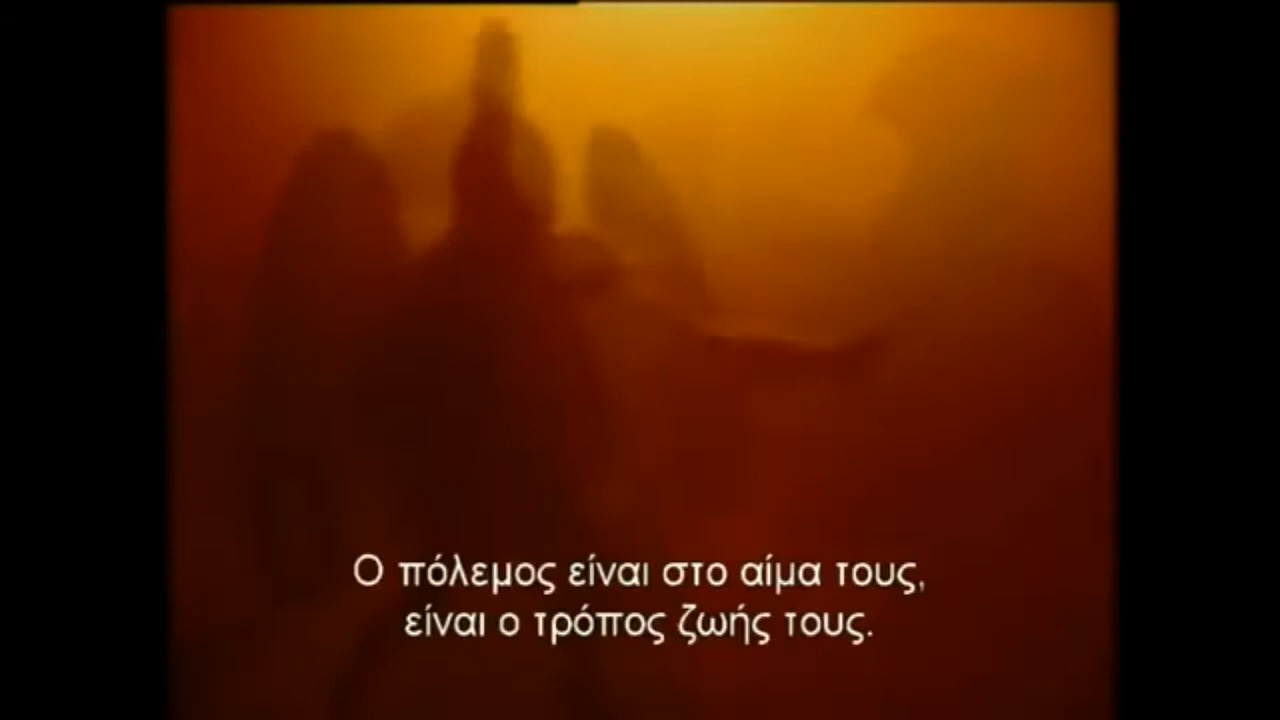 Ο πόλεμος είναι στο αίμα τους,
είναι ο τρόπος ζωής τους.